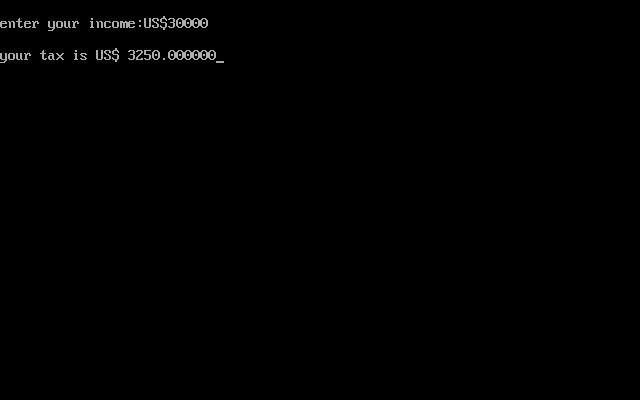 enter your income:US$30000
your tax is US$ 3250.000000_